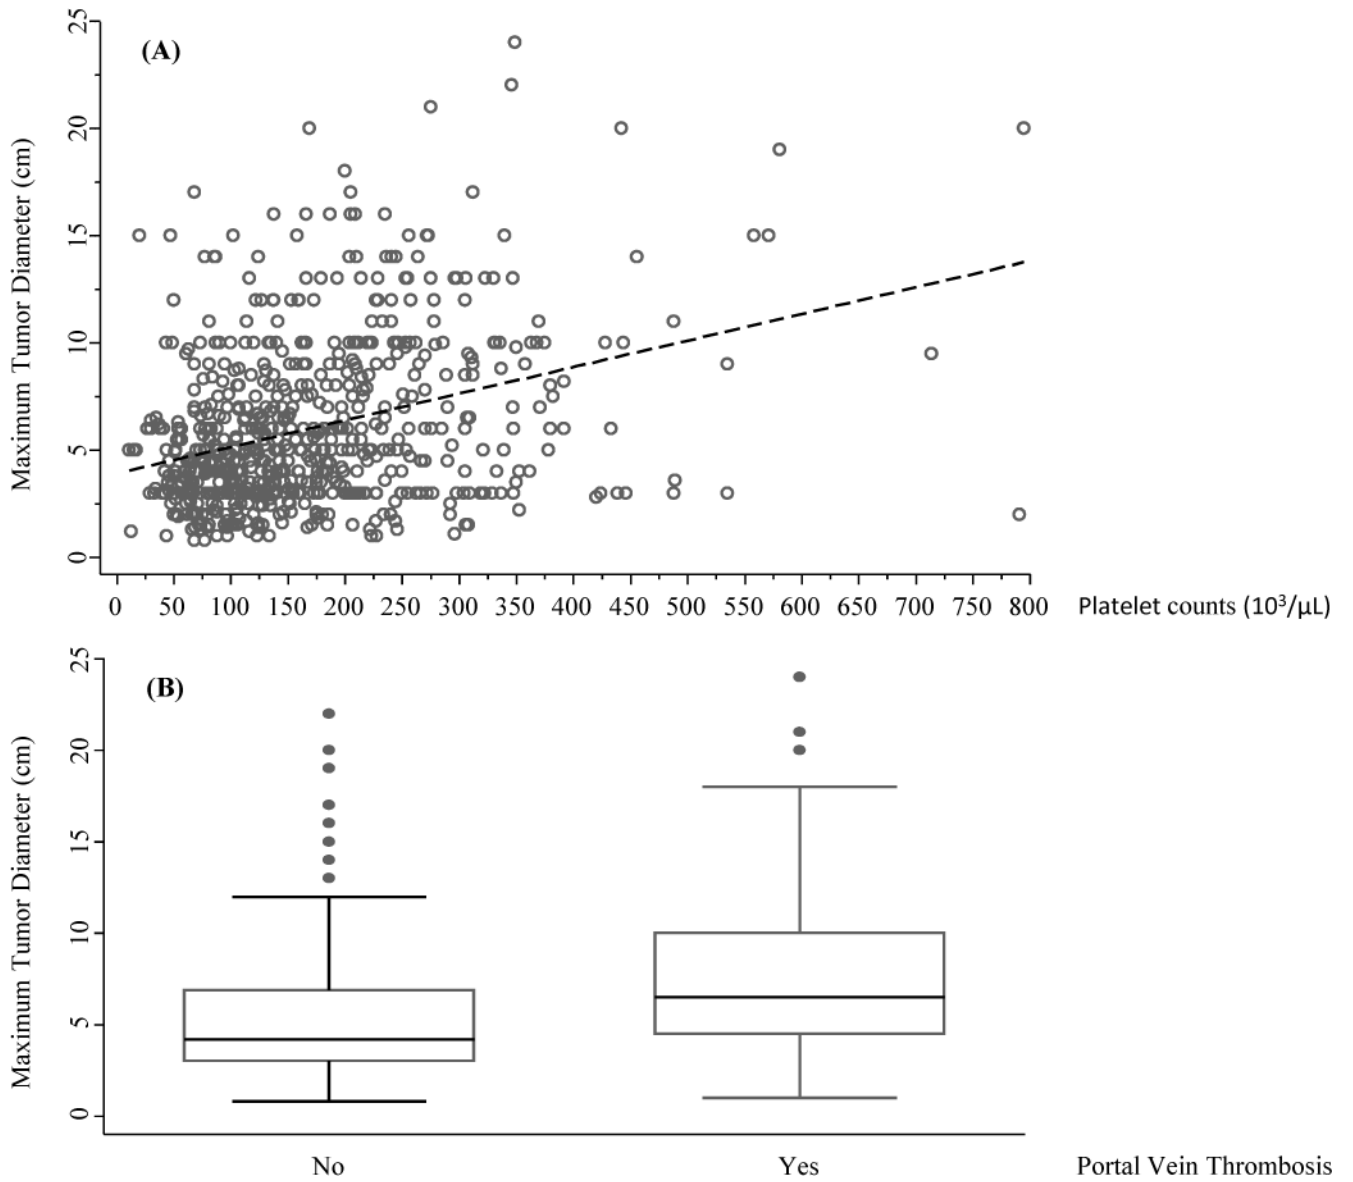 (A)
Maximum Tumor Diameter (cm)
25
20
15
10
5
0
0 50 100 150 200 250 300 350 400 450 500 550 600 650 700 750 800
Platelet counts (10³/µL)
(B)
Maximum Tumor Diameter (cm)
25
20
15
10
5
0
No Yes
Portal Vein Thrombosis